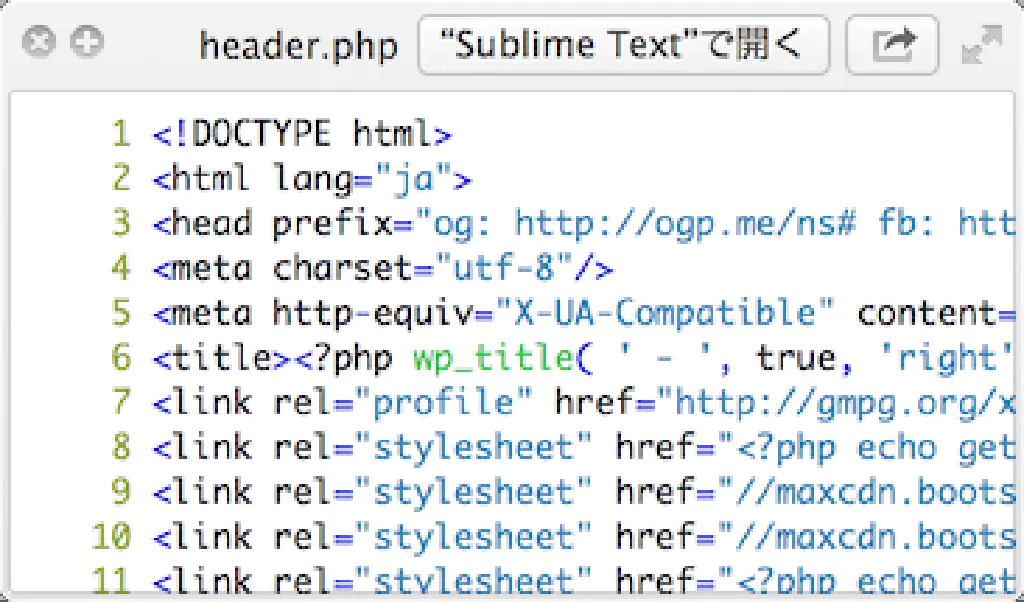 header.php “Sublime Text”で開く
1 <!DOCTYPE html>
2 <html lang="ja">
3 <head prefix="og: http://ogp.me/ns# fb: htt
4 <meta charset="utf-8"/>
5 <meta http-equiv="X-UA-Compatible" content=
6 <title><?php wp_title( ' - ', true, 'right'
7 <link rel="profile" href="http://gmpg.org/x
8 <link rel="stylesheet" href="<?php echo get
9 <link rel="stylesheet" href="//maxcdn.boots
10 <link rel="stylesheet" href="//maxcdn.boots
11 <link rel="stylesheet" href="<?php echo get